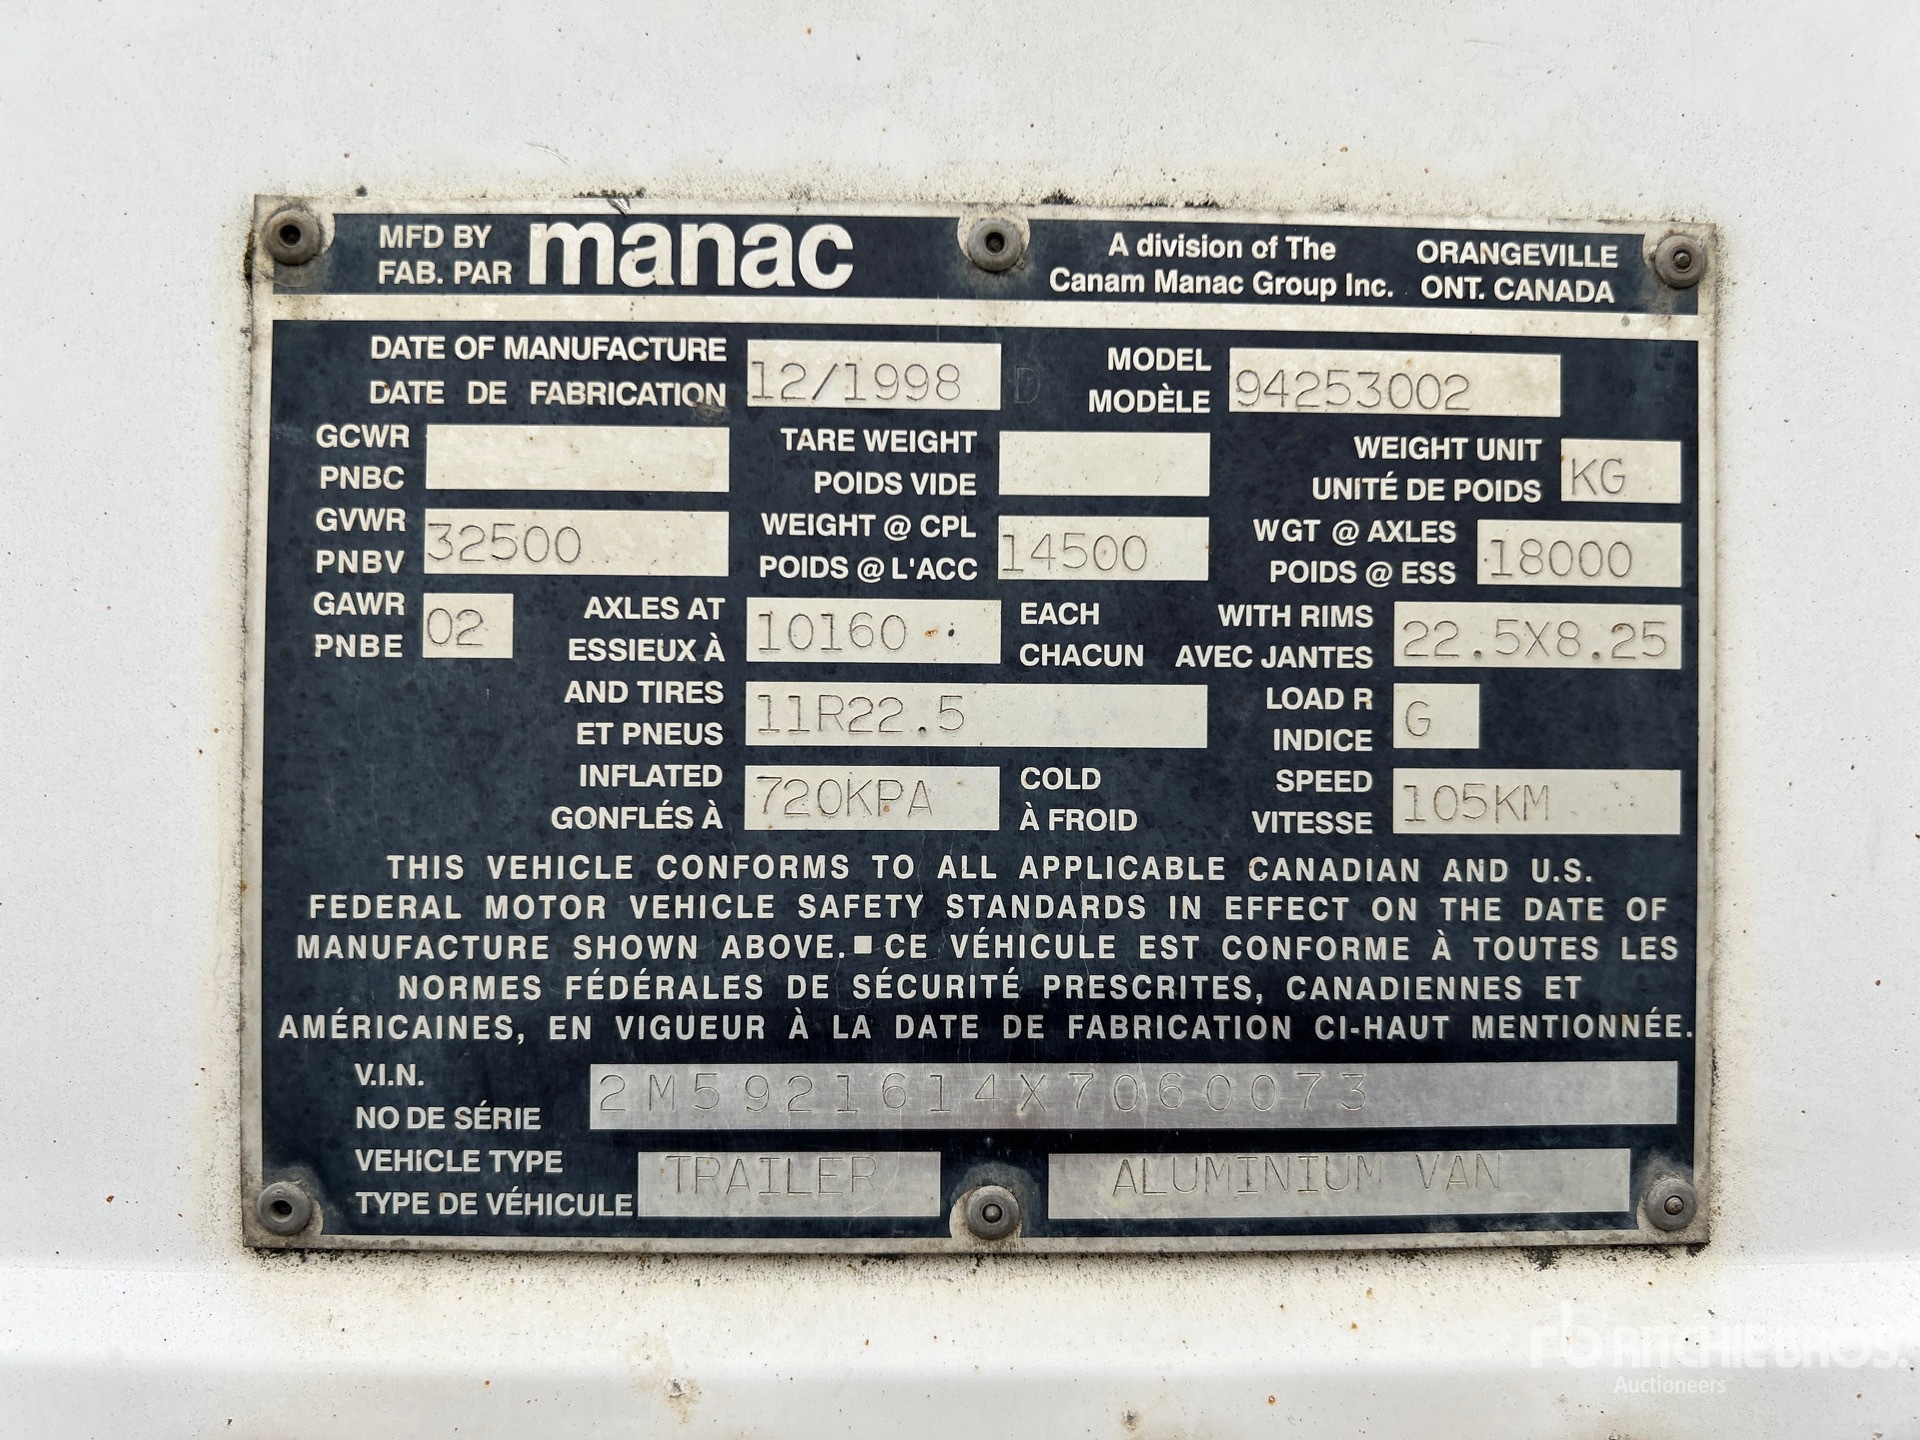 MFD BY manac A division of The ORANGEVILLE
FAB. PAR Canam Manac Group Inc. ONT. CANADA
DATE OF MANUFACTURE 12/1998 D MODEL 94253002
DATE DE FABRICATION MODÈLE
GCWR TARE WEIGHT WEIGHT UNIT KG
PNBC POIDS VIDE UNITÉ DE POIDS
GVWR 32500 WEIGHT @ CPL 14500 WGT @ AXLES 18000
PNBV POIDS @ L'ACC POIDS @ ESS
GAWR 02 AXLES AT 10160 EACH WITH RIMS 22.5X8.25
PNBE ESSIEUX À CHACUN AVEC JANTES
AND TIRES 11R22.5 LOAD R G
ET PNEUS INDICE
INFLATED 720KPA COLD SPEED 105KM
GONFLÉS À À FROID VITESSE
THIS VEHICLE CONFORMS TO ALL APPLICABLE CANADIAN AND U.S.
FEDERAL MOTOR VEHICLE SAFETY STANDARDS IN EFFECT ON THE DATE OF
MANUFACTURE SHOWN ABOVE. ■ CE VÉHICULE EST CONFORME À TOUTES LES
NORMES FÉDÉRALES DE SÉCURITÉ PRESCRITES, CANADIENNES ET
AMÉRICAINES, EN VIGUEUR À LA DATE DE FABRICATION CI-HAUT MENTIONNÉE.
V.I.N. 2M5921614X7060073
NO DE SÉRIE
VEHICLE TYPE TRAILER ALUMINIUM VAN
TYPE DE VÉHICULE
rb RITCHIE BROS.
Auctioneers